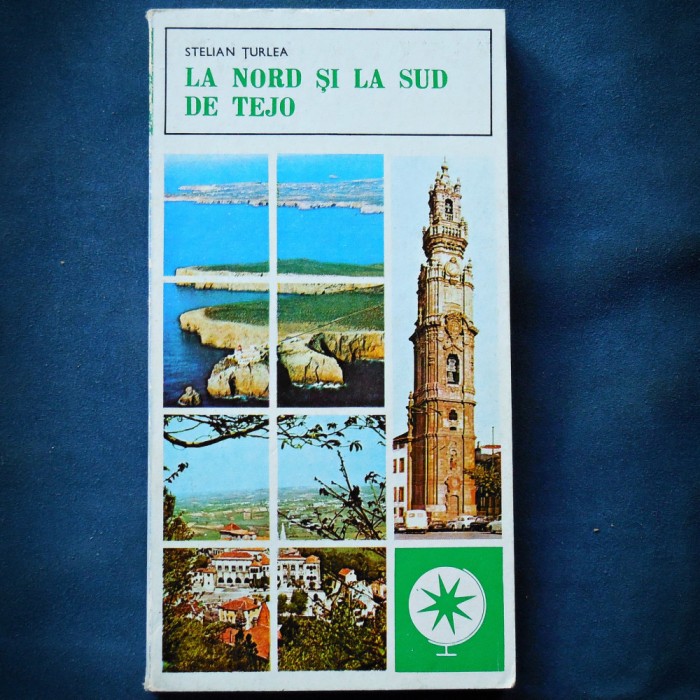 STELIAN ȚURLEA
LA NORD ȘI LA SUD
DE TEJO